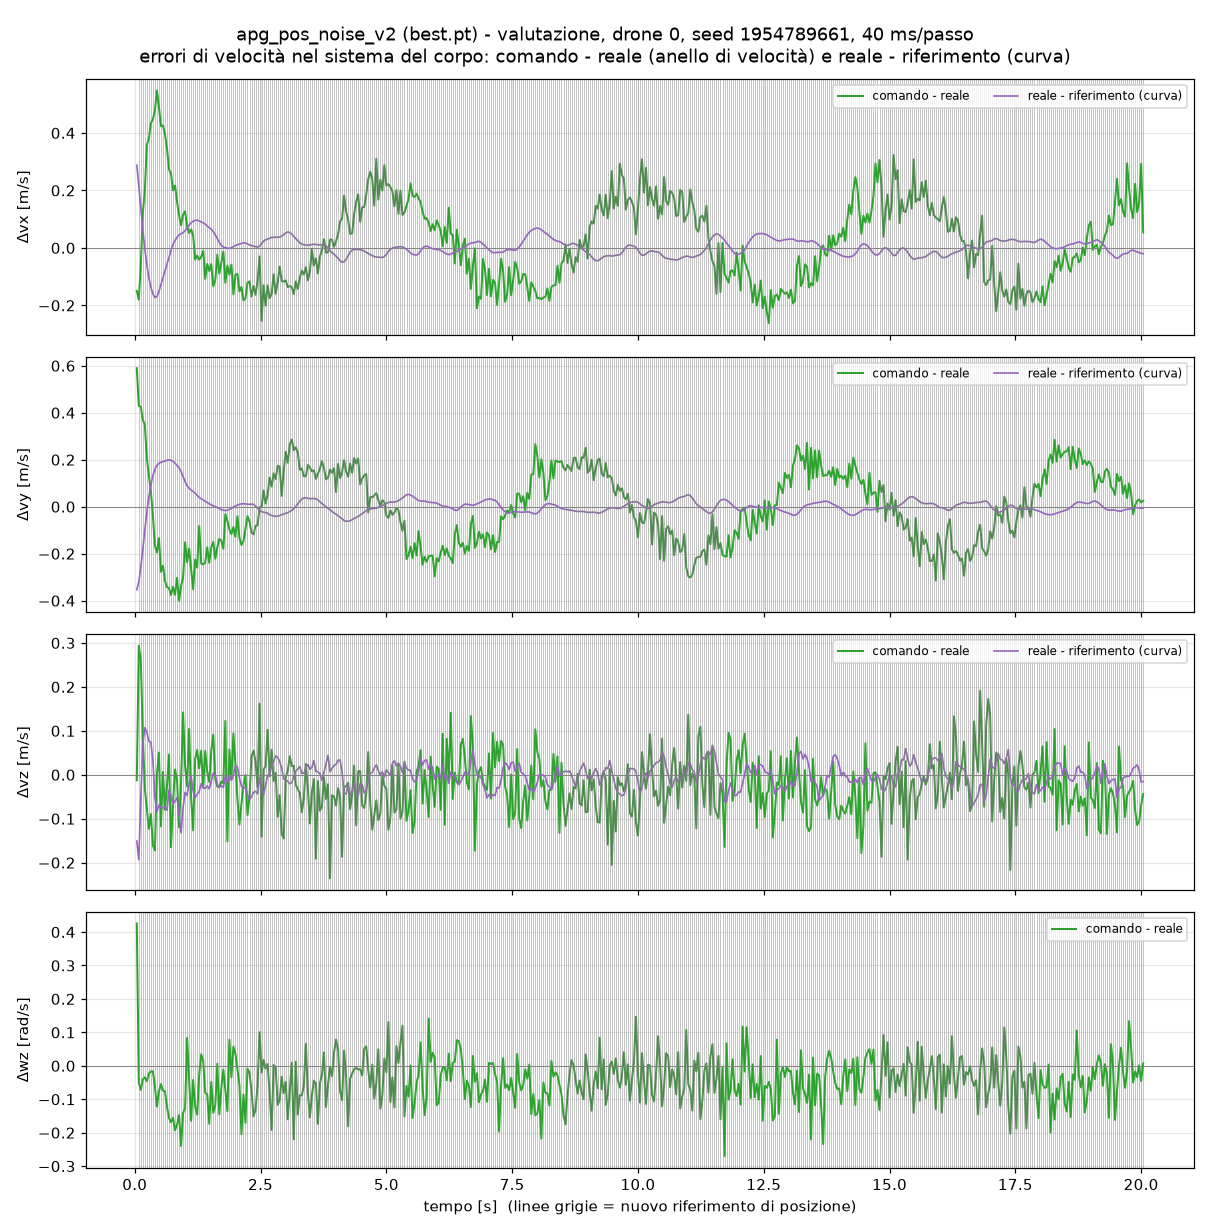 apg_pos_noise_v2 (best.pt) - valutazione, drone 0, seed 1954789661, 40 ms/passo
errori di velocità nel sistema del corpo: comando - reale (anello di velocità) e reale - riferimento (curva)
comando - reale reale - riferimento (curva)
Δvx [m/s]
0.4
0.2
0.0
−0.2
comando - reale reale - riferimento (curva)
Δvy [m/s]
0.6
0.4
0.2
0.0
−0.2
−0.4
comando - reale reale - riferimento (curva)
Δvz [m/s]
0.3
0.2
0.1
0.0
−0.1
−0.2
comando - reale
Δwz [rad/s]
0.4
0.3
0.2
0.1
0.0
−0.1
−0.2
−0.3
0.0 2.5 5.0 7.5 10.0 12.5 15.0 17.5 20.0
tempo [s] (linee grigie = nuovo riferimento di posizione)